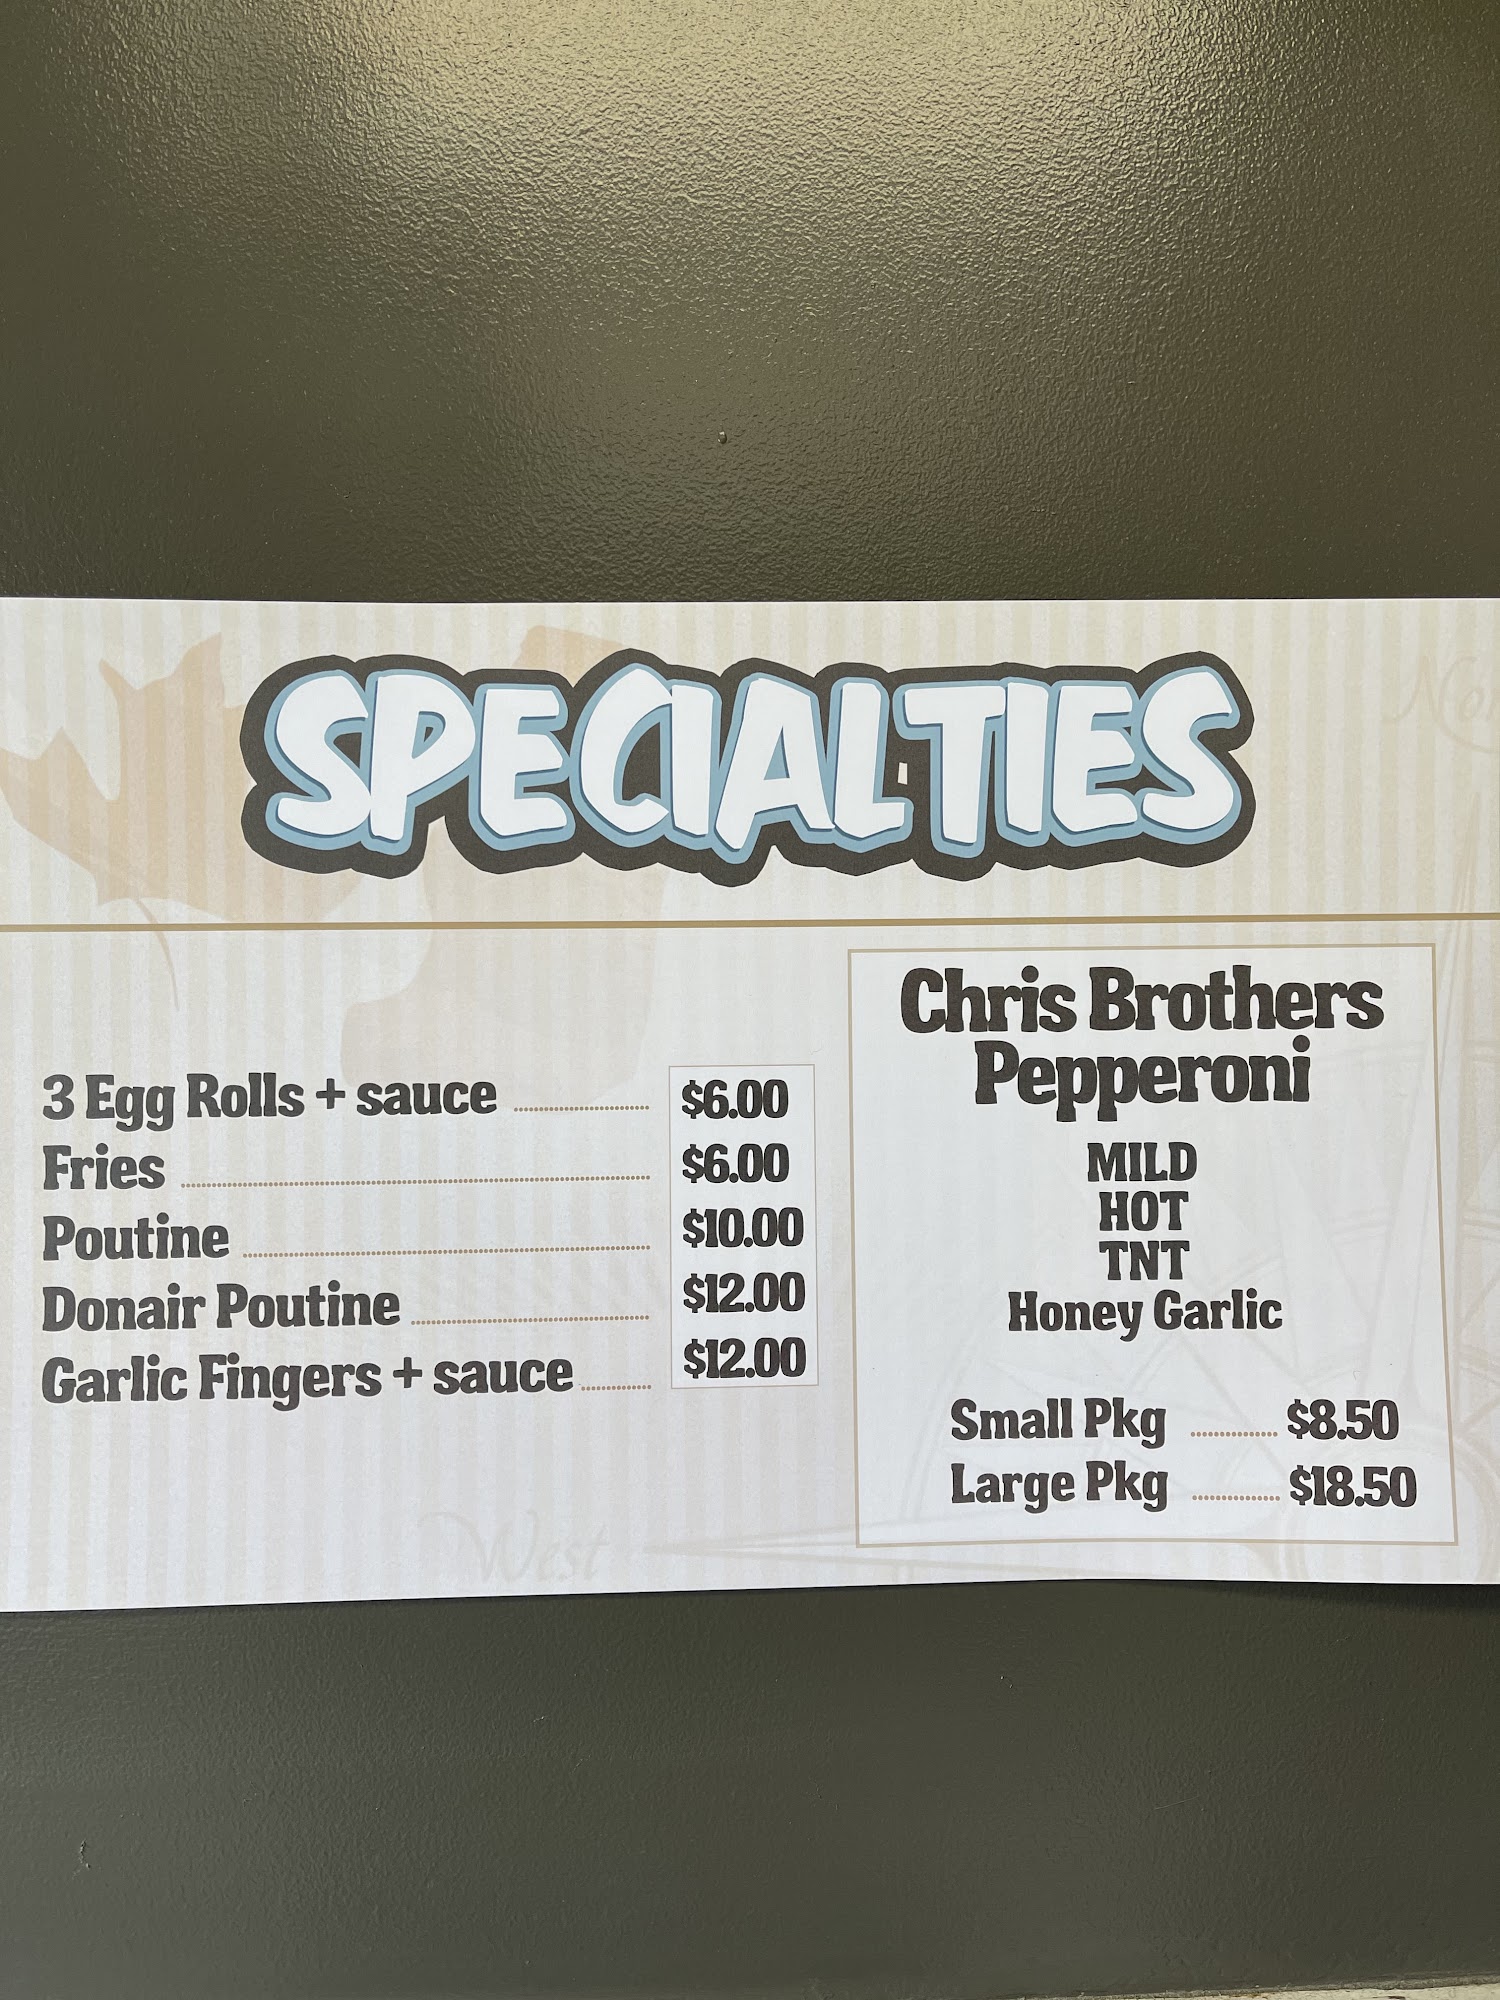 SPECIALTIES
3 Egg Rolls + sauce ........ $6.00
Fries ........ $6.00
Poutine ........ $10.00
Donair Poutine ........ $12.00
Garlic Fingers + sauce ........ $12.00
Chris Brothers
Pepperoni
MILD
HOT
TNT
Honey Garlic
Small Pkg ........ $8.50
Large Pkg ........ $18.50
West